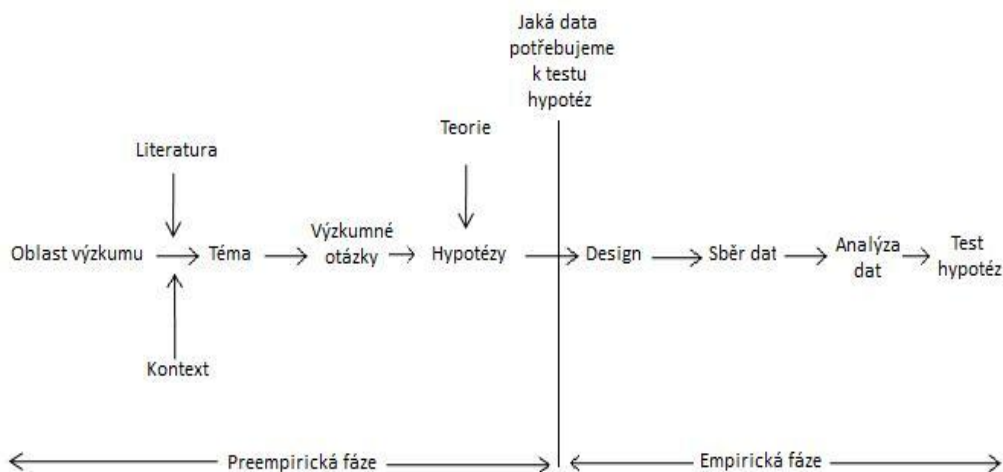 Jaká data
potřebujeme
k testu
hypotéz
Teorie
Literatura
Oblast výzkumu
Téma
Výzkumné
otázky
Hypotézy
Design
Sběr dat
Analýza
dat
Test
hypotéz
Kontext
Preempirická fáze
Empirická fáze